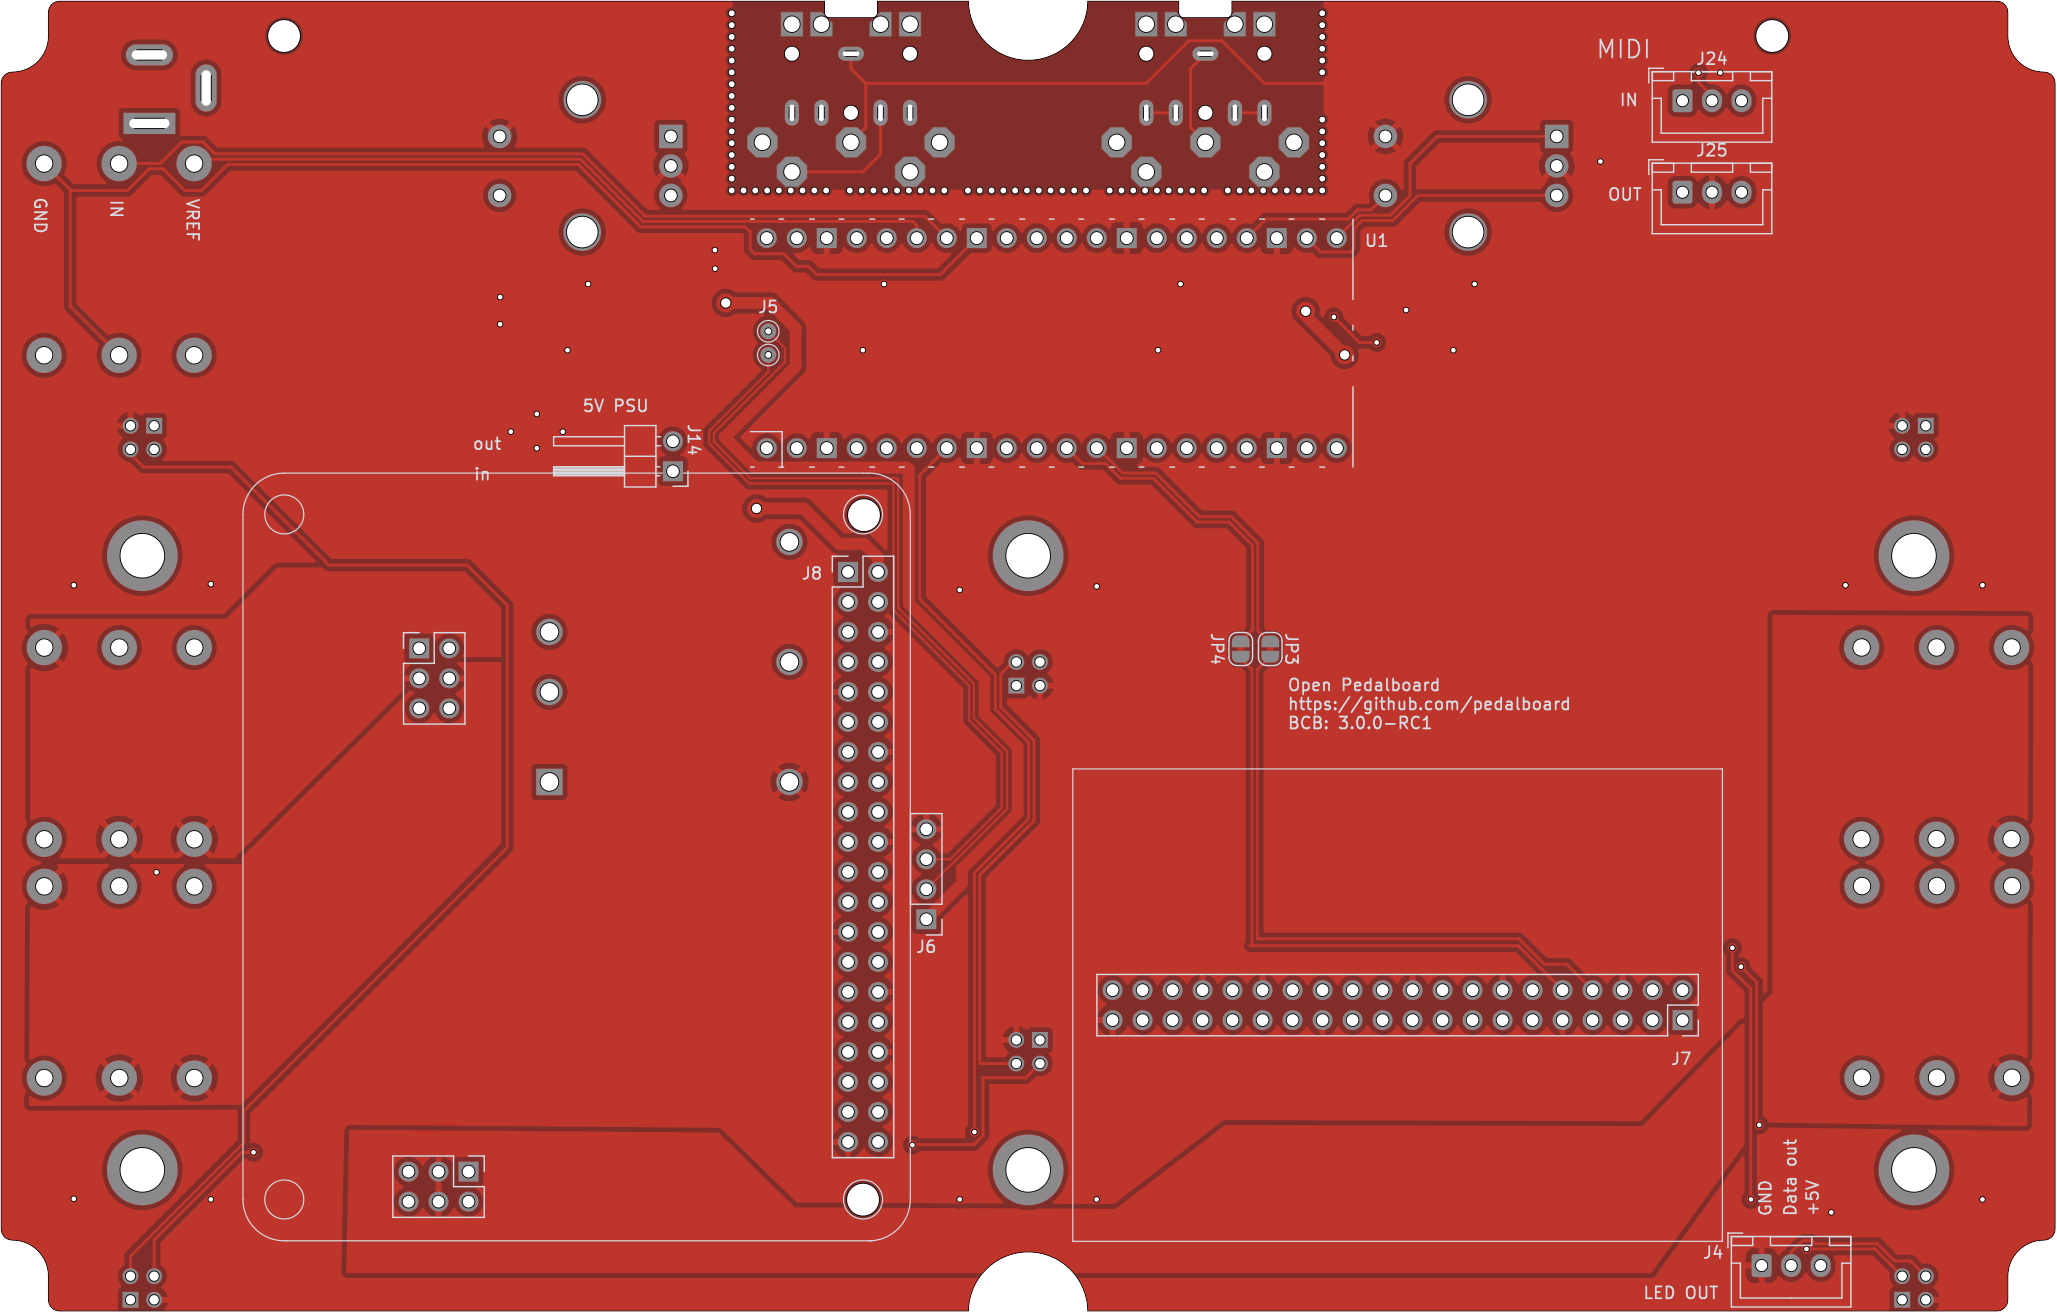 MIDI
J24
IN
J25
OUT
GND
IN
VREF
U1
J5
5V PSU
out
in
J14
J8
JP4
JP3
Open Pedalboard
https://github.com/pedalboard
BCB: 3.0.0-RC1
J6
J7
GND
Data out
+5V
J4
LED OUT